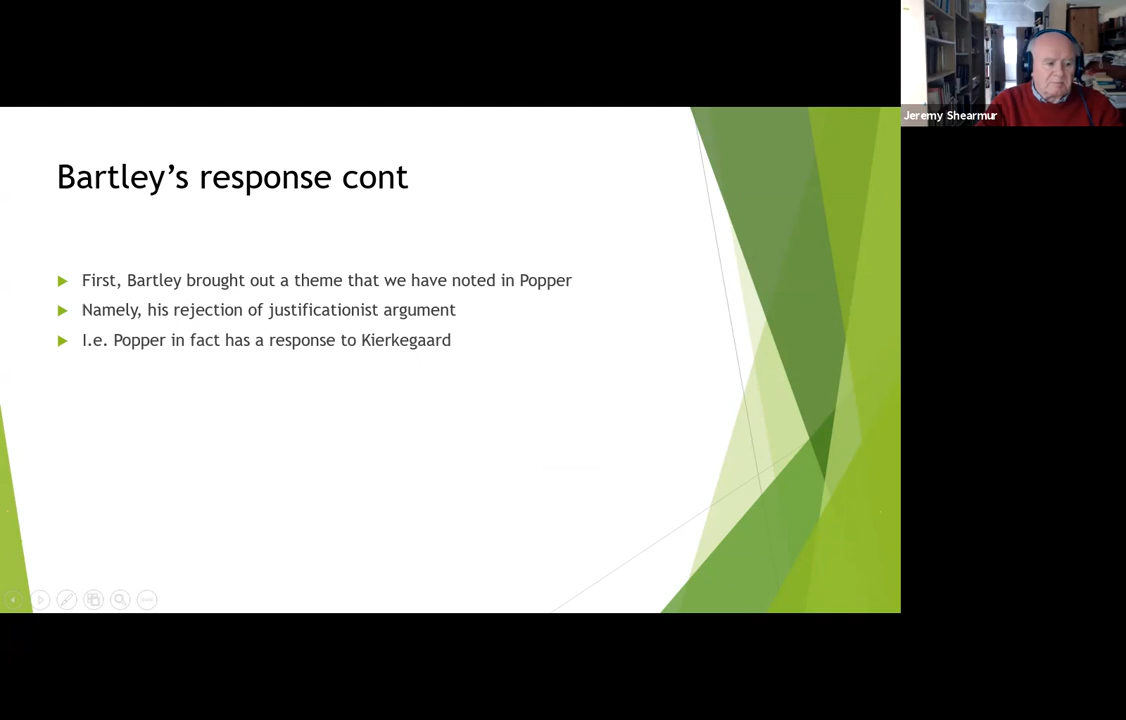 Jeremy Shearmur
Bartley’s response cont
First, Bartley brought out a theme that we have noted in Popper
Namely, his rejection of justificationist argument
I.e. Popper in fact has a response to Kierkegaard